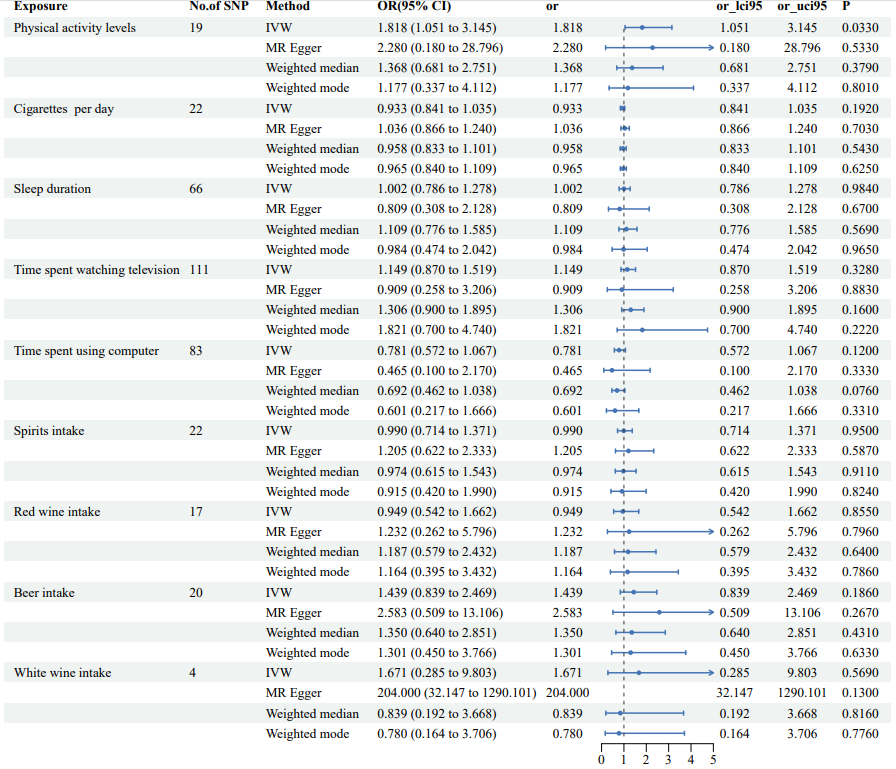 Exposure No.of SNP Method OR(95% CI) or or_lci95 or_uci95 P
Physical activity levels 19 IVW 1.818 (1.051 to 3.145) 1.818 1.051 3.145 0.0330
MR Egger 2.280 (0.180 to 28.796) 2.280 0.180 28.796 0.5330
Weighted median 1.368 (0.681 to 2.751) 1.368 0.681 2.751 0.3790
Weighted mode 1.177 (0.337 to 4.112) 1.177 0.337 4.112 0.8010
Cigarettes per day 22 IVW 0.933 (0.841 to 1.035) 0.933 0.841 1.035 0.1920
MR Egger 1.036 (0.866 to 1.240) 1.036 0.866 1.240 0.7030
Weighted median 0.958 (0.833 to 1.101) 0.958 0.833 1.101 0.5430
Weighted mode 0.965 (0.840 to 1.109) 0.965 0.840 1.109 0.6250
Sleep duration 66 IVW 1.002 (0.786 to 1.278) 1.002 0.786 1.278 0.9840
MR Egger 0.809 (0.308 to 2.128) 0.809 0.308 2.128 0.6700
Weighted median 1.109 (0.776 to 1.585) 1.109 0.776 1.585 0.5690
Weighted mode 0.984 (0.474 to 2.042) 0.984 0.474 2.042 0.9650
Time spent watching television 111 IVW 1.149 (0.870 to 1.519) 1.149 0.870 1.519 0.3280
MR Egger 0.909 (0.258 to 3.206) 0.909 0.258 3.206 0.8830
Weighted median 1.306 (0.900 to 1.895) 1.306 0.900 1.895 0.1600
Weighted mode 1.821 (0.700 to 4.740) 1.821 0.700 4.740 0.2220
Time spent using computer 83 IVW 0.781 (0.572 to 1.067) 0.781 0.572 1.067 0.1200
MR Egger 0.465 (0.100 to 2.170) 0.465 0.100 2.170 0.3330
Weighted median 0.692 (0.462 to 1.038) 0.692 0.462 1.038 0.0760
Weighted mode 0.601 (0.217 to 1.666) 0.601 0.217 1.666 0.3310
Spirits intake 22 IVW 0.990 (0.714 to 1.371) 0.990 0.714 1.371 0.9500
MR Egger 1.205 (0.622 to 2.333) 1.205 0.622 2.333 0.5870
Weighted median 0.974 (0.615 to 1.543) 0.974 0.615 1.543 0.9110
Weighted mode 0.915 (0.420 to 1.990) 0.915 0.420 1.990 0.8240
Red wine intake 17 IVW 0.949 (0.542 to 1.662) 0.949 0.542 1.662 0.8550
MR Egger 1.232 (0.262 to 5.796) 1.232 0.262 5.796 0.7960
Weighted median 1.187 (0.579 to 2.432) 1.187 0.579 2.432 0.6400
Weighted mode 1.164 (0.395 to 3.432) 1.164 0.395 3.432 0.7860
Beer intake 20 IVW 1.439 (0.839 to 2.469) 1.439 0.839 2.469 0.1860
MR Egger 2.583 (0.509 to 13.106) 2.583 0.509 13.106 0.2670
Weighted median 1.350 (0.640 to 2.851) 1.350 0.640 2.851 0.4310
Weighted mode 1.301 (0.450 to 3.766) 1.301 0.450 3.766 0.6330
White wine intake 4 IVW 1.671 (0.285 to 9.803) 1.671 0.285 9.803 0.5690
MR Egger 204.000 (32.147 to 1290.101) 204.000 32.147 1290.101 0.1300
Weighted median 0.839 (0.192 to 3.668) 0.839 0.192 3.668 0.8160
Weighted mode 0.780 (0.164 to 3.706) 0.780 0.164 3.706 0.7760
0 1 2 3 4 5